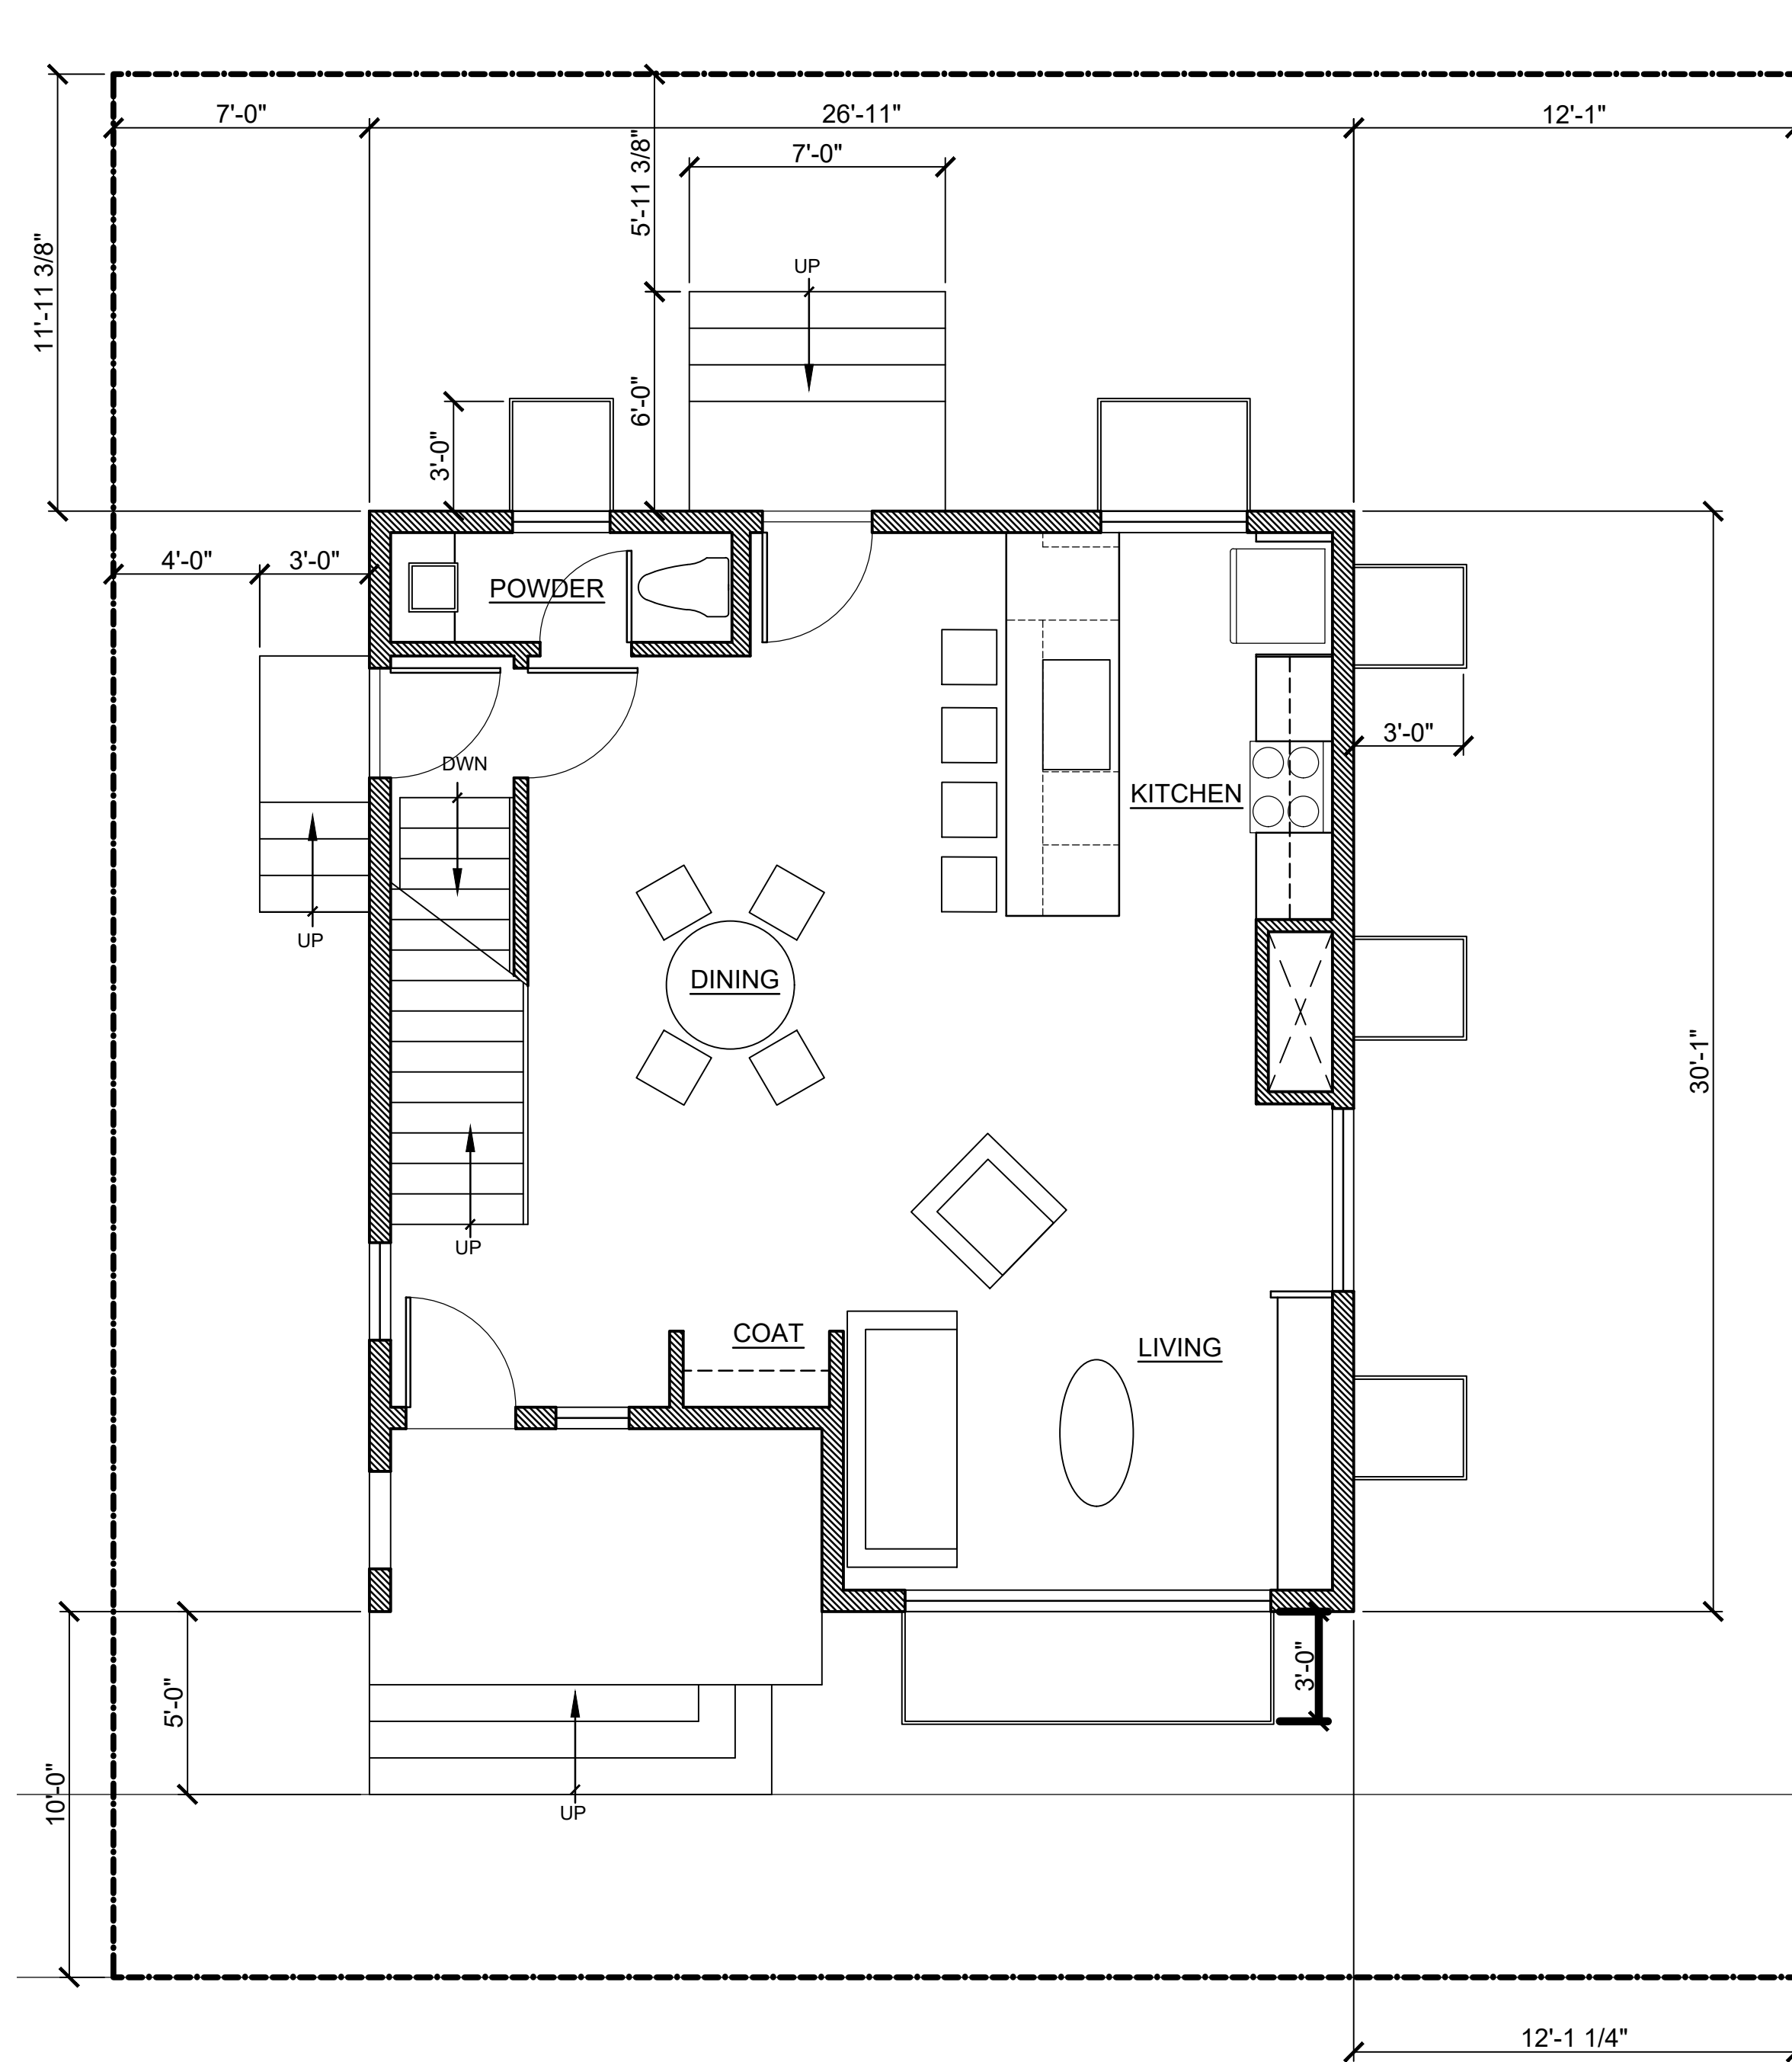 7'-0"
26'-11"
12'-1"
5'-11 3/8"
7'-0"
11'-11 3/8"
UP
6'-0"
3'-0"
4'-0"
3'-0"
POWDER
3'-0"
DWN
KITCHEN
UP
DINING
30'-1"
UP
COAT
LIVING
3'-0"
5'-0"
10'-0"
UP
12'-1 1/4"